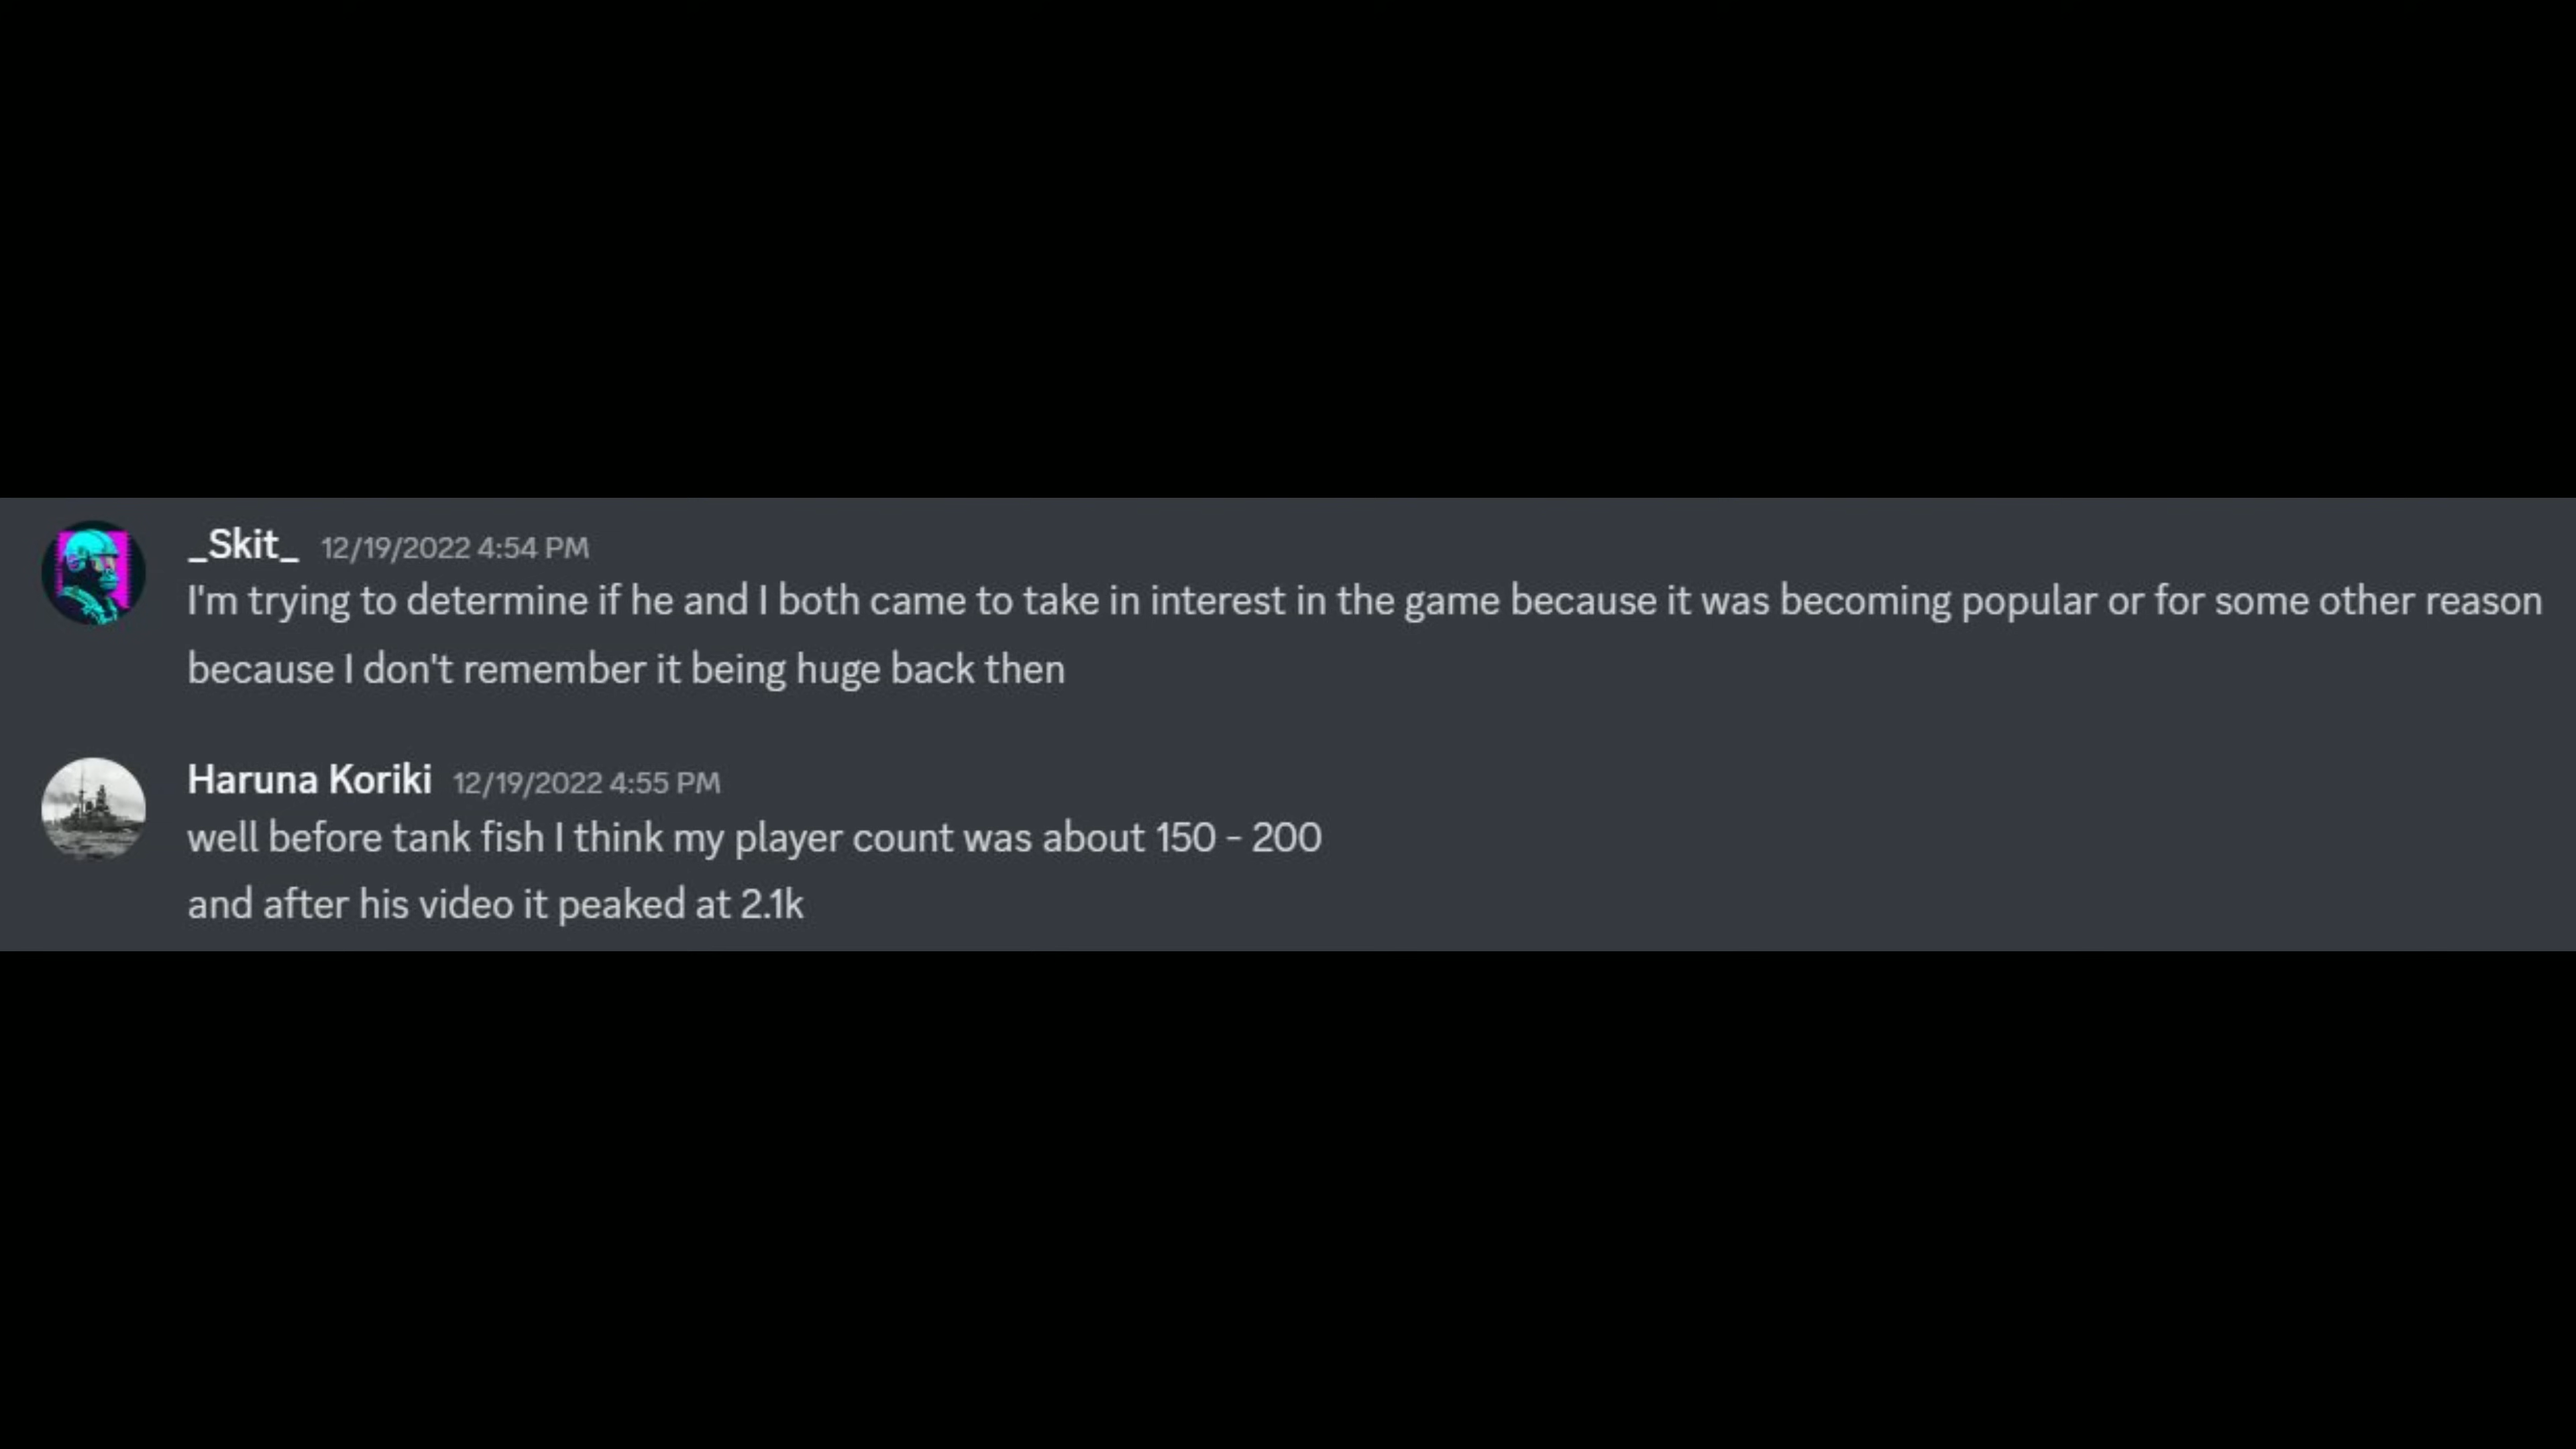 _Skit_ 12/19/2022 4:54 PM
I'm trying to determine if he and I both came to take in interest in the game because it was becoming popular or for some other reason
because I don't remember it being huge back then
Haruna Koriki 12/19/2022 4:55 PM
well before tank fish I think my player count was about 150 - 200
and after his video it peaked at 2.1k